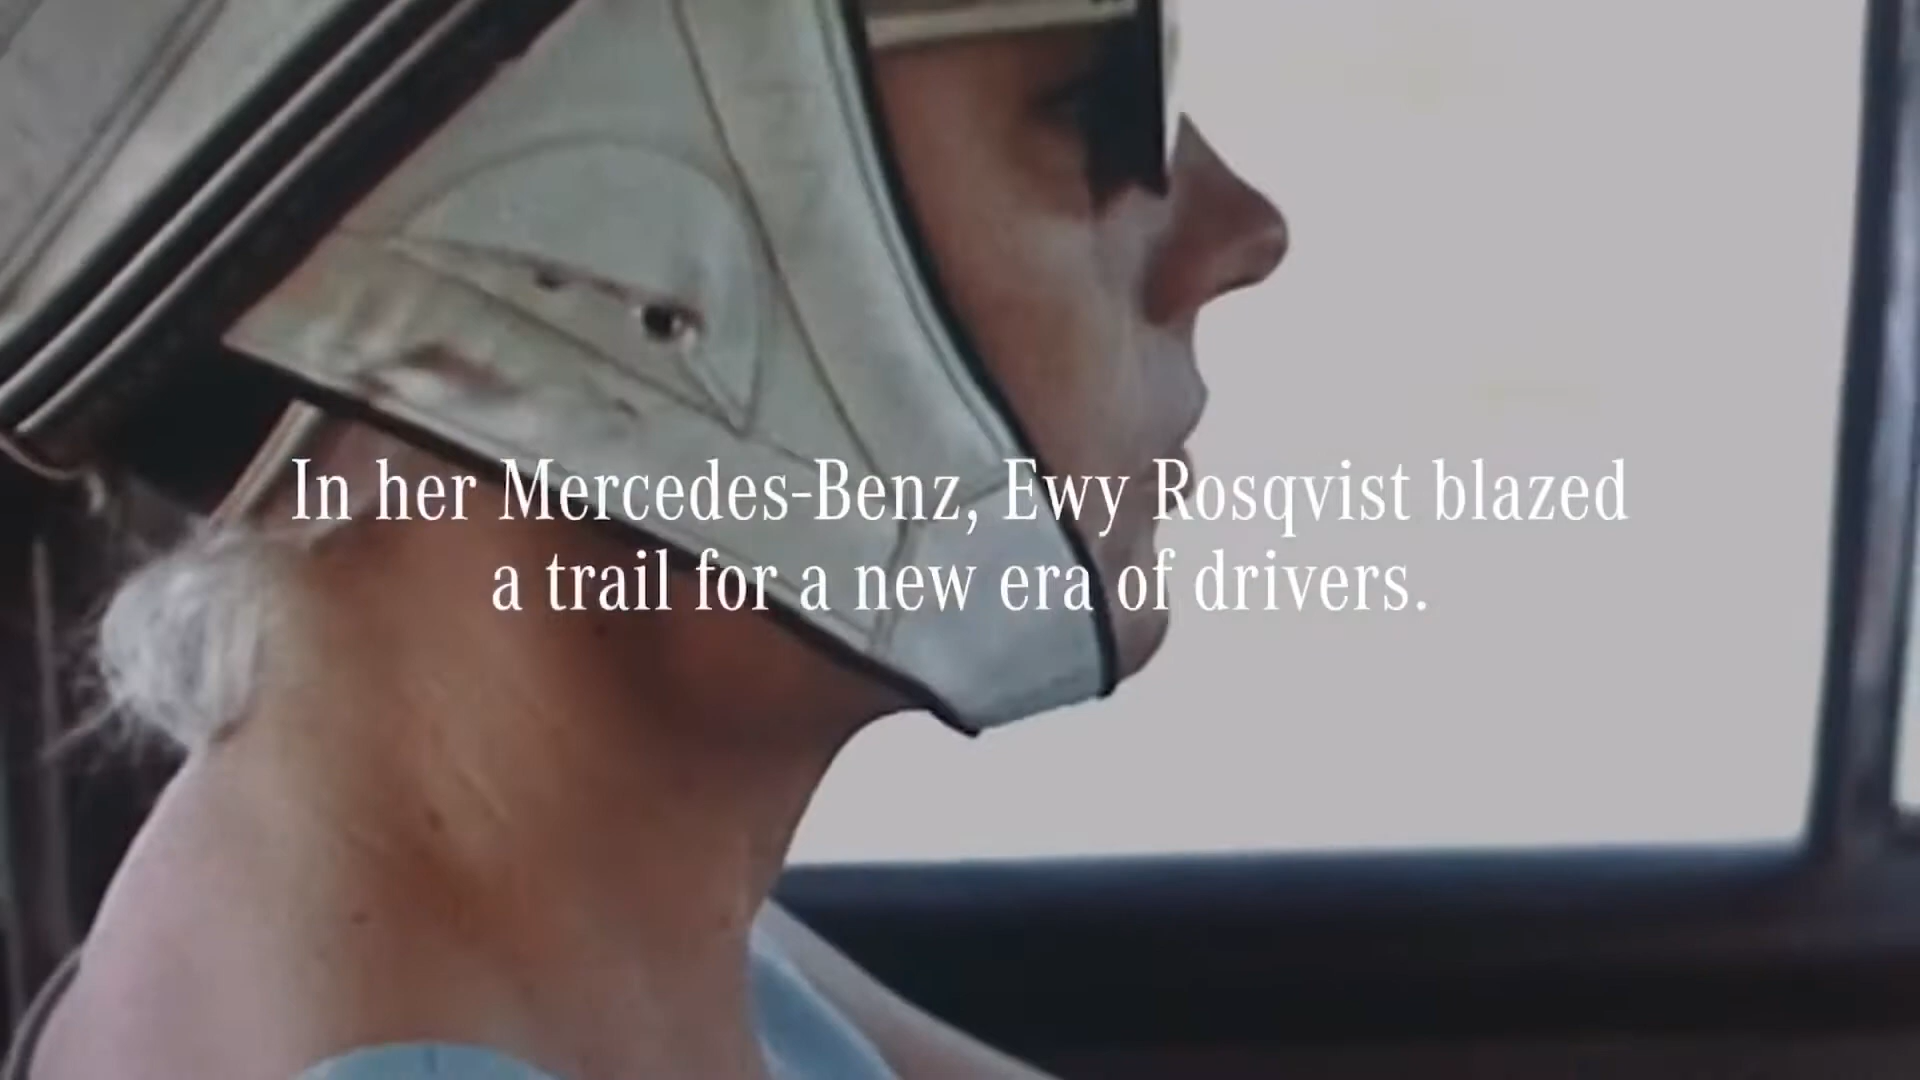 In her Mercedes-Benz, Ewy Rosqvist blazed
a trail for a new era of drivers.